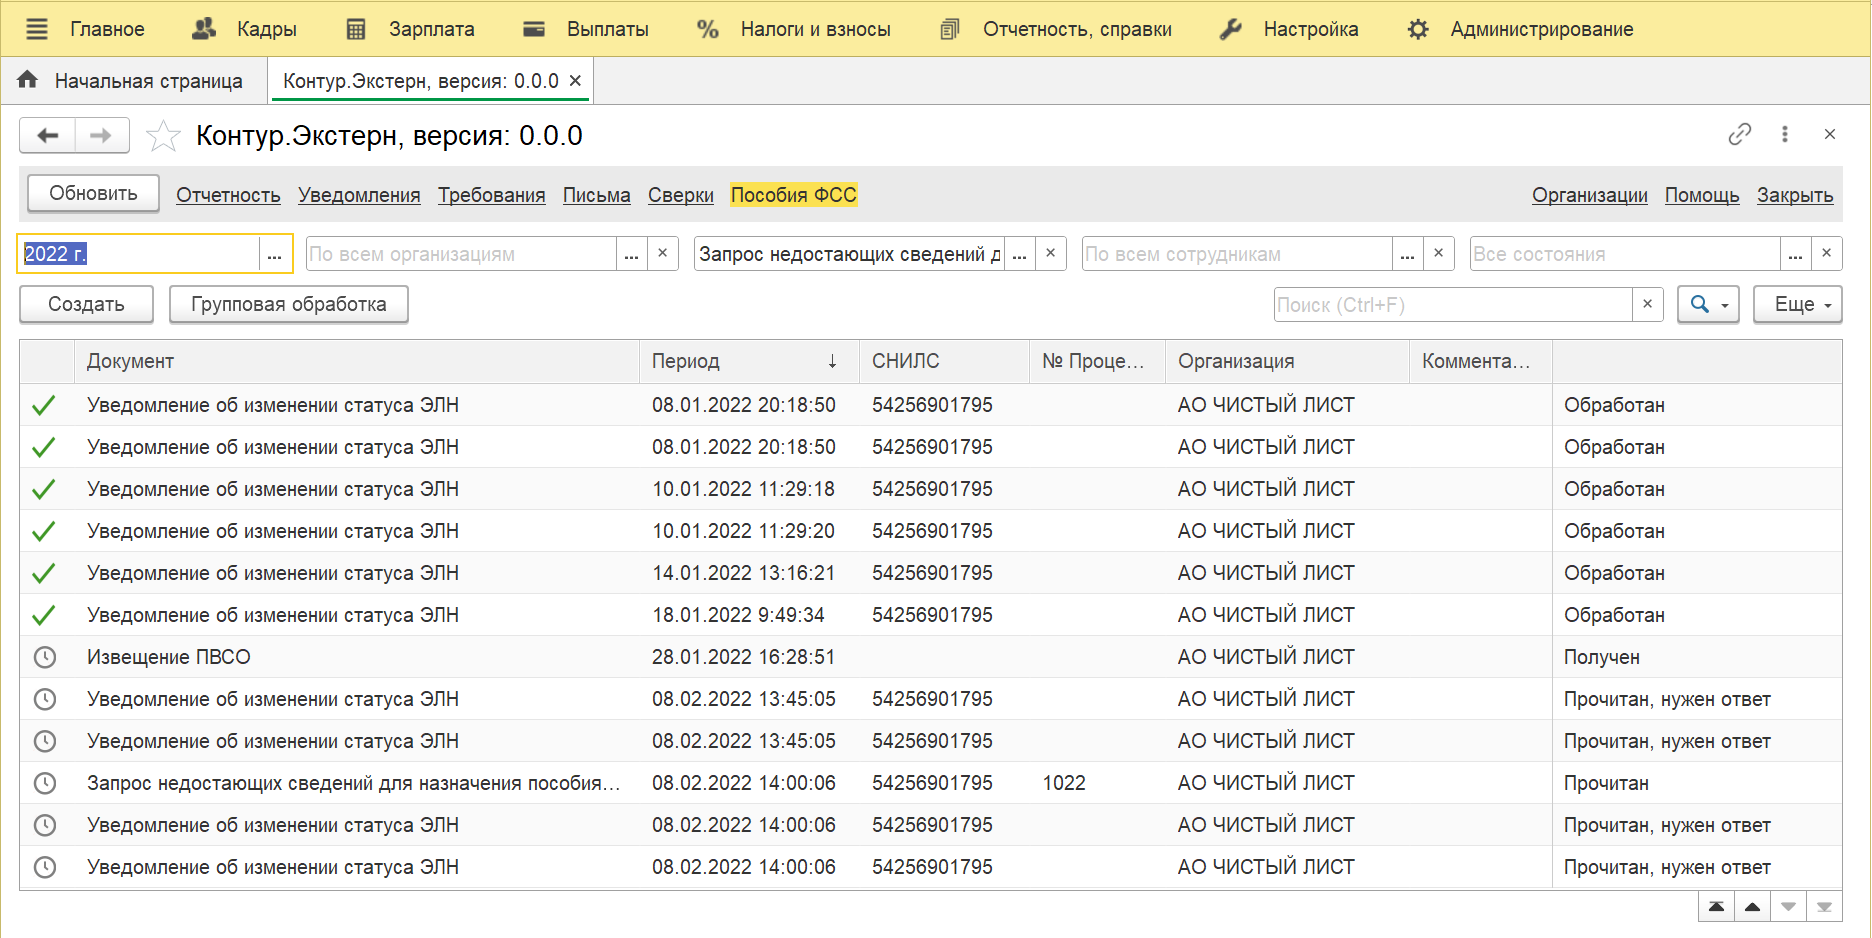 Главное Кадры Зарплата Выплаты Налоги и взносы Отчетность, справки Настройка Администрирование
Начальная страница Контур.Экстерн, версия: 0.0.0
Контур.Экстерн, версия: 0.0.0
Обновить Отчетность Уведомления Требования Письма Сверки Пособия ФСС Организации Помощь Закрыть
2022 г. ... По всем организациям ... × Запрос недостающих сведений д ... × По всем сотрудникам ... × Все состояния ... ×
Создать Групповая обработка Поиск (Ctrl+F) × Еще
Документ Период ↓ СНИЛС № Проце... Организация Коммента...
Уведомление об изменении статуса ЭЛН 08.01.2022 20:18:50 54256901795 АО ЧИСТЫЙ ЛИСТ Обработан
Уведомление об изменении статуса ЭЛН 08.01.2022 20:18:50 54256901795 АО ЧИСТЫЙ ЛИСТ Обработан
Уведомление об изменении статуса ЭЛН 10.01.2022 11:29:18 54256901795 АО ЧИСТЫЙ ЛИСТ Обработан
Уведомление об изменении статуса ЭЛН 10.01.2022 11:29:20 54256901795 АО ЧИСТЫЙ ЛИСТ Обработан
Уведомление об изменении статуса ЭЛН 14.01.2022 13:16:21 54256901795 АО ЧИСТЫЙ ЛИСТ Обработан
Уведомление об изменении статуса ЭЛН 18.01.2022 9:49:34 54256901795 АО ЧИСТЫЙ ЛИСТ Обработан
Извещение ПВСО 28.01.2022 16:28:51 АО ЧИСТЫЙ ЛИСТ Получен
Уведомление об изменении статуса ЭЛН 08.02.2022 13:45:05 54256901795 АО ЧИСТЫЙ ЛИСТ Прочитан, нужен ответ
Уведомление об изменении статуса ЭЛН 08.02.2022 13:45:05 54256901795 АО ЧИСТЫЙ ЛИСТ Прочитан, нужен ответ
Запрос недостающих сведений для назначения пособия... 08.02.2022 14:00:06 54256901795 1022 АО ЧИСТЫЙ ЛИСТ Прочитан
Уведомление об изменении статуса ЭЛН 08.02.2022 14:00:06 54256901795 АО ЧИСТЫЙ ЛИСТ Прочитан, нужен ответ
Уведомление об изменении статуса ЭЛН 08.02.2022 14:00:06 54256901795 АО ЧИСТЫЙ ЛИСТ Прочитан, нужен ответ